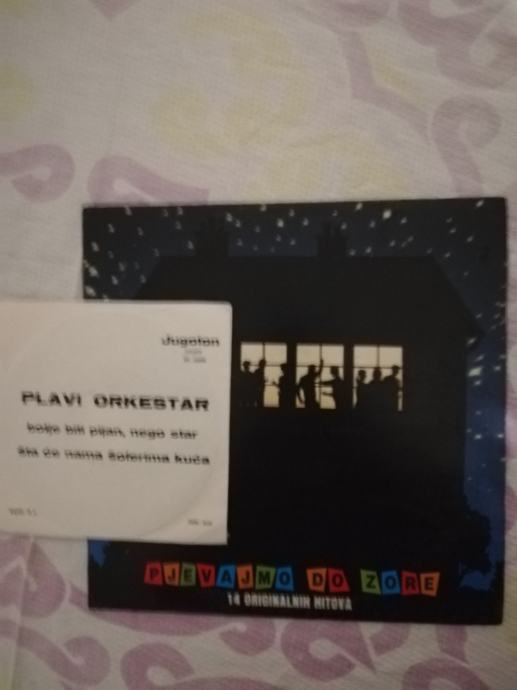 Jugoton
PLAVI ORKESTAR
bolje biti pijan, nego star
šta će nama šoferima kuća
PJEVAJMO DO ZORE
14 ORIGINALNIH HITOVA